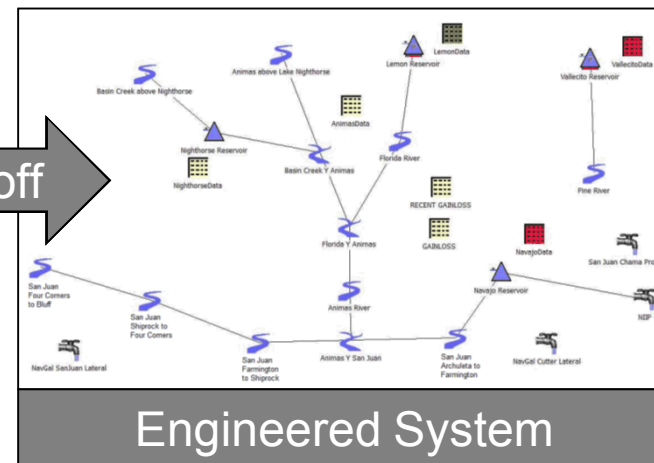 LemonData
VallecitoData
Animas above Lake Nighthorse
Lemon Reservoir
Vallecito Reservoir
Basin Creek above Nighthorse
AnimasData
off
Nighthorse Reservoir
Basin Creek Y Animas
Florida River
NighthorseData
Pine River
RECENT GAINLOSS
Florida Y Animas
GAINLOSS
NavajoData
San Juan Chama Pro
San Juan
Four Corners
to Bluff
Navajo Reservoir
Animas River
San Juan
Shiprock to
Four Corners
NIIP
NavGal SanJuan Lateral
San Juan
Farmington
to Shiprock
Animas Y San Juan
San Juan
Archuleta to
Farmington
NavGal Cutter Lateral
Engineered System